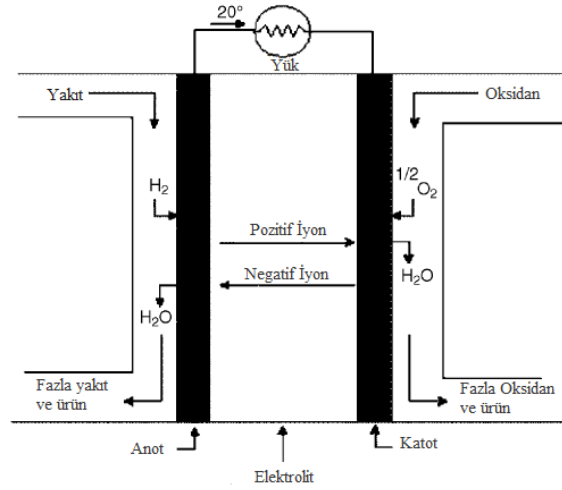 20°
Yük
Yakıt
Oksidan
H2
1/2
O2
Pozitif İyon
Negatif İyon
H2O
H2O
Fazla yakıt
ve ürün
Fazla Oksidan
ve ürün
Anot
Katot
Elektrolit